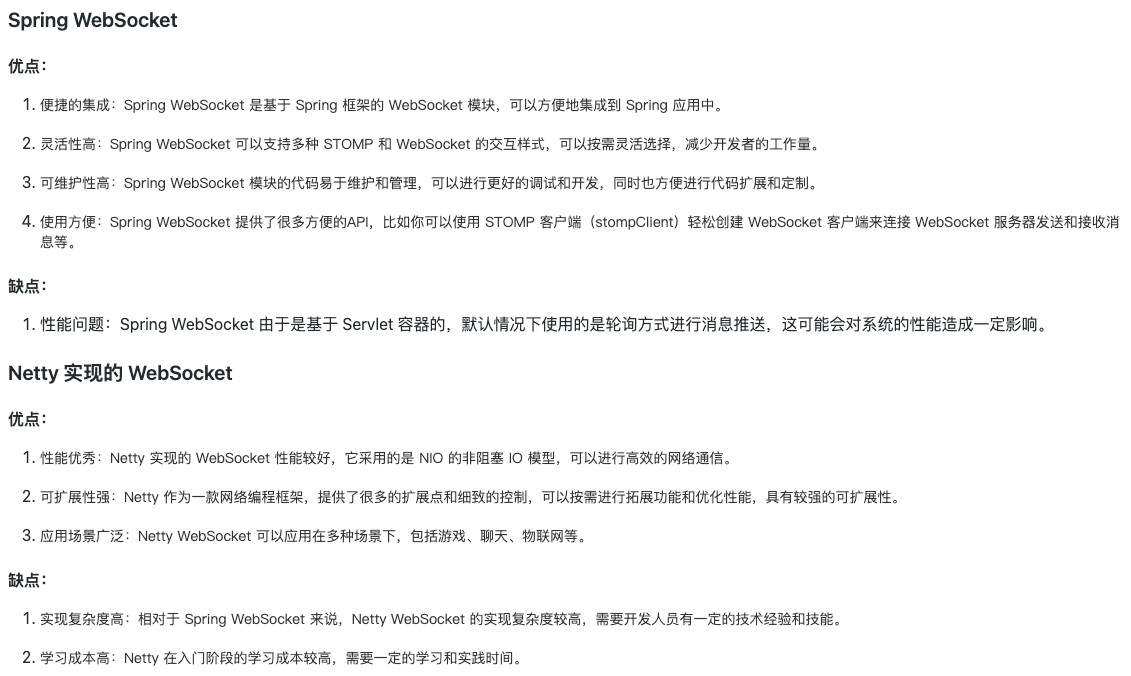 Spring WebSocket
优点：
1. 便捷的集成：Spring WebSocket 是基于 Spring 框架的 WebSocket 模块，可以方便地集成到 Spring 应用中。
2. 灵活性高：Spring WebSocket 可以支持多种 STOMP 和 WebSocket 的交互样式，可以按需灵活选择，减少开发者的工作量。
3. 可维护性高：Spring WebSocket 模块的代码易于维护和管理，可以进行更好的调试和开发，同时也方便进行代码扩展和定制。
4. 使用方便：Spring WebSocket 提供了很多方便的API，比如你可以使用 STOMP 客户端（stompClient）轻松创建 WebSocket 客户端来连接 WebSocket 服务器发送和接收消
息等。
缺点：
1. 性能问题：Spring WebSocket 由于是基于 Servlet 容器的，默认情况下使用的是轮询方式进行消息推送，这可能会对系统的性能造成一定影响。
Netty 实现的 WebSocket
优点：
1. 性能优秀：Netty 实现的 WebSocket 性能较好，它采用的是 NIO 的非阻塞 IO 模型，可以进行高效的网络通信。
2. 可扩展性强：Netty 作为一款网络编程框架，提供了很多的扩展点和细致的控制，可以按需进行拓展功能和优化性能，具有较强的可扩展性。
3. 应用场景广泛：Netty WebSocket 可以应用在多种场景下，包括游戏、聊天、物联网等。
缺点：
1. 实现复杂度高：相对于 Spring WebSocket 来说，Netty WebSocket 的实现复杂度较高，需要开发人员有一定的技术经验和技能。
2. 学习成本高：Netty 在入门阶段的学习成本较高，需要一定的学习和实践时间。